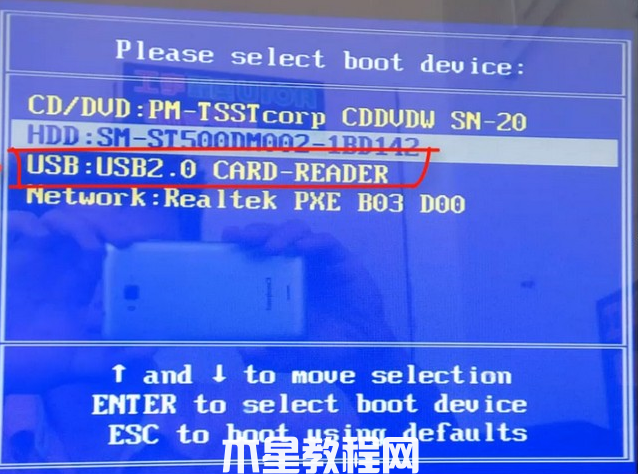 Please select boot device:
CD/DVD:PM-TSSTcorp CDDVDW SN-20
HDD:SM-ST500DM002-1BD142
USB:USB2.0 CARD-READER
Network:Realtek PXE B03 D00
↑ and ↓ to move selection
ENTER to select boot device
ESC to boot using defaults
木星教程网